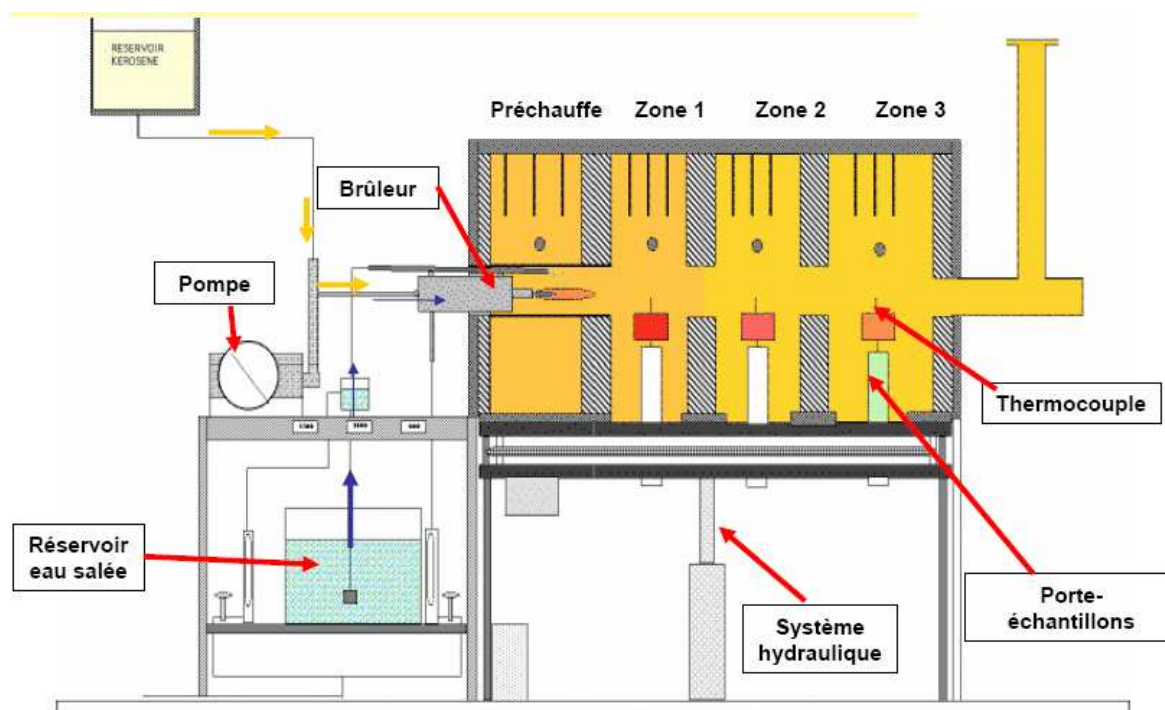 RESERVOIR
KEROSENE
Préchauffe Zone 1 Zone 2 Zone 3
Brûleur
Pompe
Thermocouple
Réservoir
eau salée
Système
hydraulique
Porte-
échantillons